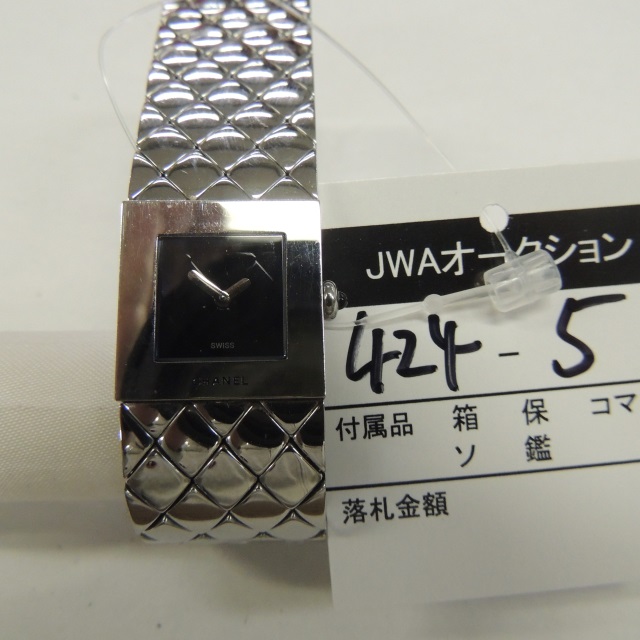 SWISS
CHANEL
JWAオークション
424-5
付属品 箱 保 コマ
ソ 鑑
落札金額